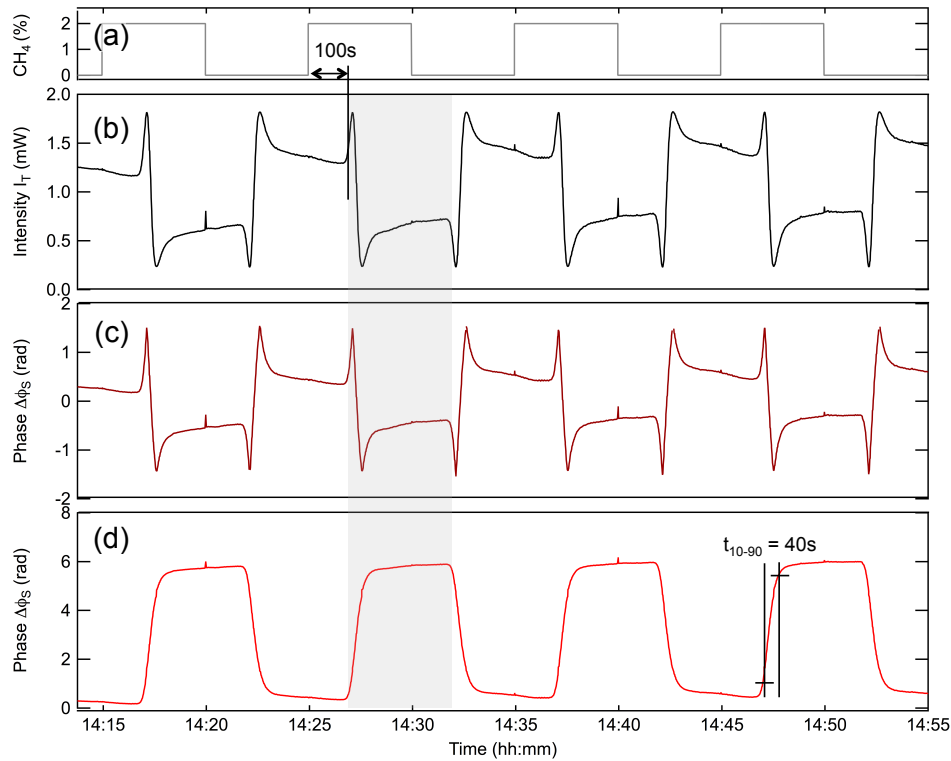 CH4 (%)
2
1
0
(a)
100s
Intensity IT (mW)
2.0
1.5
1.0
0.5
0.0
(b)
Phase ΔϕS (rad)
2
1
0
-1
-2
(c)
Phase ΔϕS (rad)
8
6
4
2
0
(d)
t10-90 = 40s
14:15 14:20 14:25 14:30 14:35 14:40 14:45 14:50 14:55
Time (hh:mm)